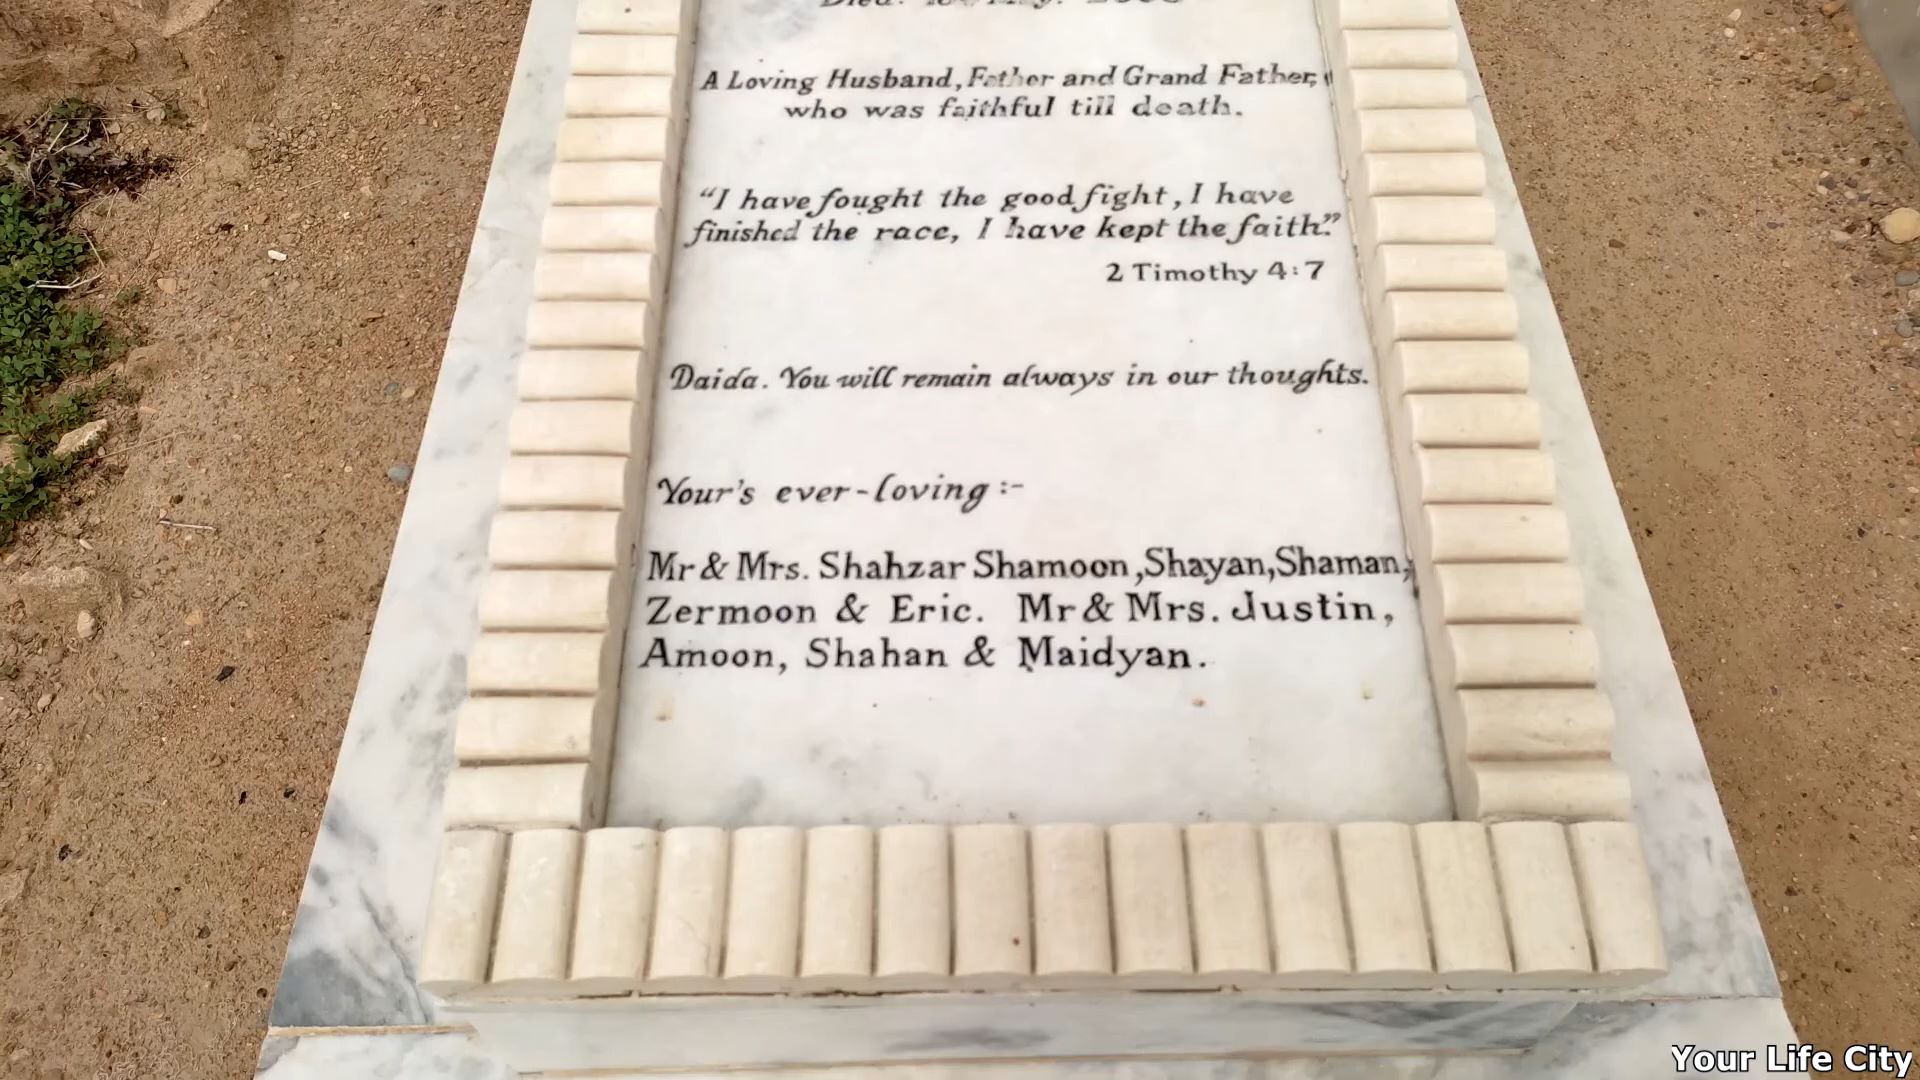 A Loving Husband, Father and Grand Father,
who was faithful till death.
“I have fought the good fight, I have
finished the race, I have kept the faith.”
2 Timothy 4:7
Daida. You will remain always in our thoughts.
Your's ever-loving :-
Mr & Mrs. Shahzar Shamoon, Shayan, Shaman,
Zermoon & Eric. Mr & Mrs. Justin,
Amoon, Shahan & Maidyan.
Your Life City